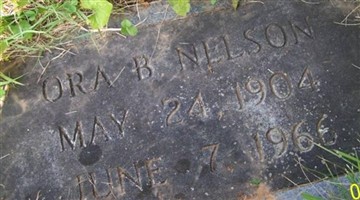 ORA B NELSON
MAY 24, 1904
JUNE 7, 1966